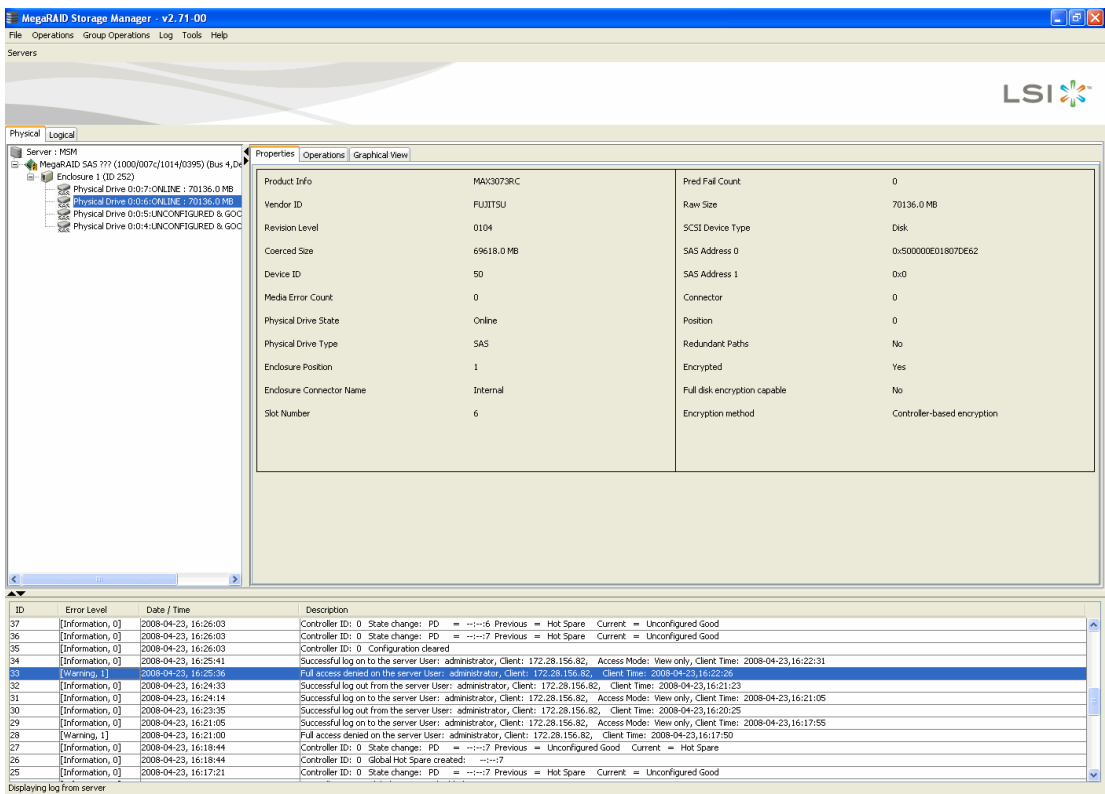 MegaRAID Storage Manager - v2.71-00
File Operations Group Operations Log Tools Help
Servers
LSI
Physical Logical
Server : MSM
MegaRAID SAS ??? (1000/007c/1014/0395) (Bus 4,De
Enclosure 1 (ID 252)
Physical Drive 0:0:7:ONLINE : 70136.0 MB
Physical Drive 0:0:6:ONLINE : 70136.0 MB
Physical Drive 0:0:5:UNCONFIGURED & GOO
Physical Drive 0:0:4:UNCONFIGURED & GOO
Properties Operations Graphical View
Product Info MAX3073RC Pred Fail Count 0
Vendor ID FUJITSU Raw Size 70136.0 MB
Revision Level 0104 SCSI Device Type Disk
Coerced Size 69618.0 MB SAS Address 0 0x500000E01807DE62
Device ID 50 SAS Address 1 0x0
Media Error Count 0 Connector 0
Physical Drive State Online Position 0
Physical Drive Type SAS Redundant Paths No
Enclosure Position 1 Encrypted Yes
Enclosure Connector Name Internal Full disk encryption capable No
Slot Number 6 Encryption method Controller-based encryption
ID Error Level Date / Time Description
37 [Information, 0] 2008-04-23, 16:26:03 Controller ID: 0 State change: PD = --:--:6 Previous = Hot Spare Current = Unconfigured Good
36 [Information, 0] 2008-04-23, 16:26:03 Controller ID: 0 State change: PD = --:--:7 Previous = Hot Spare Current = Unconfigured Good
35 [Information, 0] 2008-04-23, 16:26:03 Controller ID: 0 Configuration cleared
34 [Information, 0] 2008-04-23, 16:25:41 Successful log on to the server User: administrator, Client: 172.28.156.82, Access Mode: View only, Client Time: 2008-04-23,16:22:31
33 [Warning, 1] 2008-04-23, 16:25:36 Full access denied on the server User: administrator, Client: 172.28.156.82, Client Time: 2008-04-23,16:22:26
32 [Information, 0] 2008-04-23, 16:24:33 Successful log out from the server User: administrator, Client: 172.28.156.82, Client Time: 2008-04-23,16:21:23
31 [Information, 0] 2008-04-23, 16:24:14 Successful log on to the server User: administrator, Client: 172.28.156.82, Access Mode: View only, Client Time: 2008-04-23,16:21:05
30 [Information, 0] 2008-04-23, 16:23:35 Successful log out from the server User: administrator, Client: 172.28.156.82, Client Time: 2008-04-23,16:20:25
29 [Information, 0] 2008-04-23, 16:21:05 Successful log on to the server User: administrator, Client: 172.28.156.82, Access Mode: View only, Client Time: 2008-04-23,16:17:55
28 [Warning, 1] 2008-04-23, 16:21:00 Full access denied on the server User: administrator, Client: 172.28.156.82, Client Time: 2008-04-23,16:17:50
27 [Information, 0] 2008-04-23, 16:18:44 Controller ID: 0 State change: PD = --:--:7 Previous = Unconfigured Good Current = Hot Spare
26 [Information, 0] 2008-04-23, 16:18:44 Controller ID: 0 Global Hot Spare created: --:--:7
25 [Information, 0] 2008-04-23, 16:17:21 Controller ID: 0 State change: PD = --:--:7 Previous = Hot Spare Current = Unconfigured Good
Displaying log from server